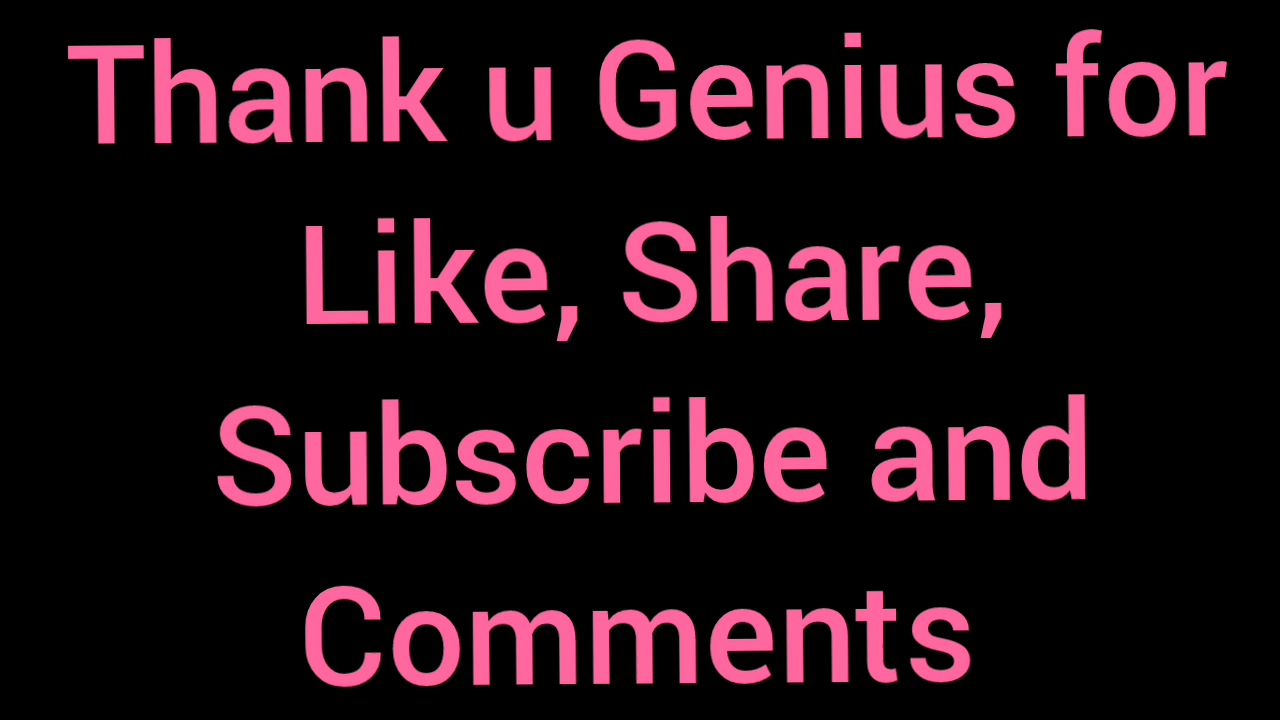 Thank u Genius for
Like, Share,
Subscribe and
Comments